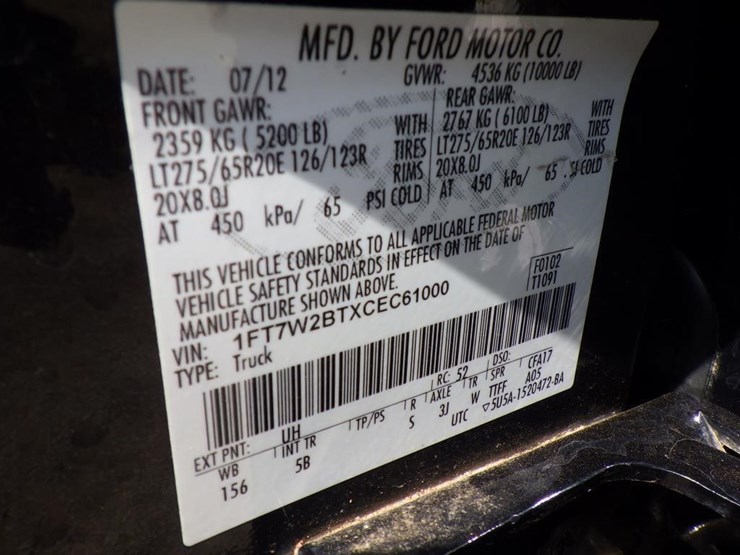 MFD. BY FORD MOTOR CO.
DATE: 07/12 GVWR: 4536 KG (10000 LB)
FRONT GAWR: REAR GAWR:
2359 KG ( 5200 LB) WITH 2767 KG ( 6100 LB) WITH
LT275/65R20E 126/123R TIRES LT275/65R20E 126/123R TIRES
20X8.0J RIMS 20X8.0J RIMS
AT 450 kPa/ 65 PSI COLD AT 450 kPa/ 65 COLD
THIS VEHICLE CONFORMS TO ALL APPLICABLE FEDERAL MOTOR
VEHICLE SAFETY STANDARDS IN EFFECT ON THE DATE OF
MANUFACTURE SHOWN ABOVE.
F0102
VIN: 1FT7W2BTXCEC61000 T1091
TYPE: Truck
EXT PNT: UH RC: 52 DSO:
WB INT TR TP/PS R AXLE TR SPR CFA17
156 5B S 3J W TTFF A05
UTC ▽5U5A-1520472-BA